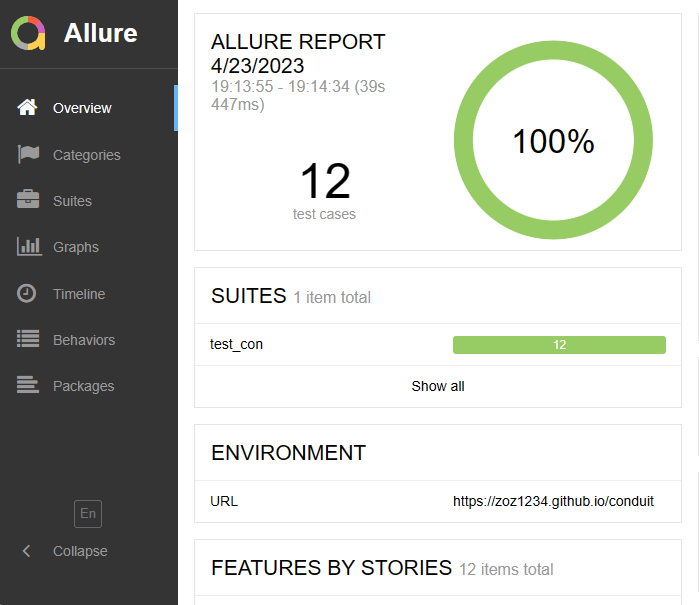 Allure
Overview
Categories
Suites
Graphs
Timeline
Behaviors
Packages
En
Collapse
ALLURE REPORT
4/23/2023
19:13:55 - 19:14:34 (39s
447ms)
12
test cases
100%
SUITES 1 item total
test_con 12
Show all
ENVIRONMENT
URL https://zoz1234.github.io/conduit
FEATURES BY STORIES 12 items total